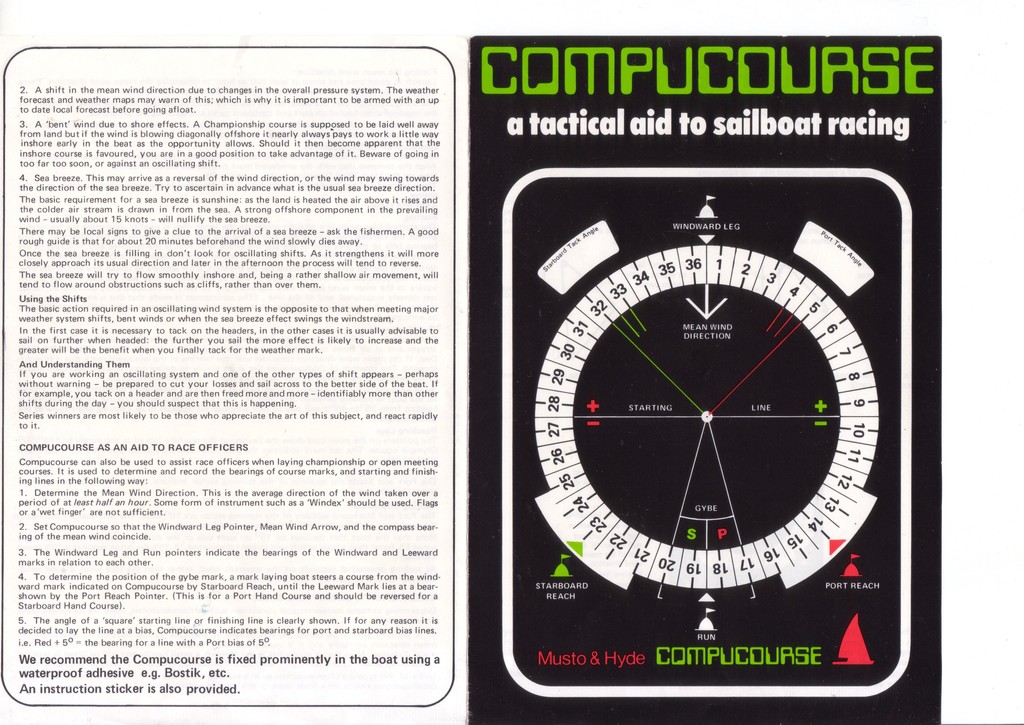 2. A shift in the mean wind direction due to changes in the overall pressure system. The weather
forecast and weather maps may warn of this; which is why it is important to be armed with an up
to date local forecast before going afloat.
3. A 'bent' wind due to shore effects. A Championship course is supposed to be laid well away
from land but if the wind is blowing diagonally offshore it nearly always pays to work a little way
inshore early in the beat as the opportunity allows. Should it then become apparent that the
inshore course is favoured, you are in a good position to take advantage of it. Beware of going in
too far too soon, or against an oscillating shift.
4. Sea breeze. This may arrive as a reversal of the wind direction, or the wind may swing towards
the direction of the sea breeze. Try to ascertain in advance what is the usual sea breeze direction.
The basic requirement for a sea breeze is sunshine: as the land is heated the air above it rises and
the colder air stream is drawn in from the sea. A strong offshore component in the prevailing
wind – usually about 15 knots – will nullify the sea breeze.
There may be local signs to give a clue to the arrival of a sea breeze – ask the fishermen. A good
rough guide is that for about 20 minutes beforehand the wind slowly dies away.
Once the sea breeze is filling in don't look for oscillating shifts. As it strengthens it will more
closely approach its usual direction and later in the afternoon the process will tend to reverse.
The sea breeze will try to flow smoothly inshore and, being a rather shallow air movement, will
tend to flow around obstructions such as cliffs, rather than over them.
Using the Shifts
The basic action required in an oscillating wind system is the opposite to that when meeting major
weather system shifts, bent winds or when the sea breeze effect swings the windstream.
In the first case it is necessary to tack on the headers, in the other cases it is usually advisable to
sail on further when headed: the further you sail the more effect is likely to increase and the
greater will be the benefit when you finally tack for the weather mark.
And Understanding Them
If you are working an oscillating system and one of the other types of shift appears – perhaps
without warning – be prepared to cut your losses and sail across to the better side of the beat. If
for example, you tack on a header and are then freed more and more – identifiably more than other
shifts during the day – you should suspect that this is happening.
Series winners are most likely to be those who appreciate the art of this subject, and react rapidly
to it.
COMPUCOURSE AS AN AID TO RACE OFFICERS
Compucourse can also be used to assist race officers when laying championship or open meeting
courses. It is used to determine and record the bearings of course marks, and starting and finish-
ing lines in the following way:
1. Determine the Mean Wind Direction. This is the average direction of the wind taken over a
period of at least half an hour. Some form of instrument such as a 'Windex' should be used. Flags
or a 'wet finger' are not sufficient.
2. Set Compucourse so that the Windward Leg Pointer, Mean Wind Arrow, and the compass bear-
ing of the mean wind coincide.
3. The Windward Leg and Run pointers indicate the bearings of the Windward and Leeward
marks in relation to each other.
4. To determine the position of the gybe mark, a mark laying boat steers a course from the wind-
ward mark indicated on Compucourse by Starboard Reach, until the Leeward Mark lies at a bear-
shown by the Port Reach Pointer. (This is for a Port Hand Course and should be reversed for a
Starboard Hand Course).
5. The angle of a 'square' starting line or finishing line is clearly shown. If for any reason it is
decided to lay the line at a bias, Compucourse indicates bearings for port and starboard bias lines.
i.e. Red + 5º = the bearing for a line with a Port bias of 5º.
We recommend the Compucourse is fixed prominently in the boat using a
waterproof adhesive e.g. Bostik, etc.
An instruction sticker is also provided.
COMPUCOURSE
a tactical aid to sailboat racing
WINDWARD LEG
Starboard Tack Angle
Port Tack Angle
36 1 2 3 4 5 6 7 8 9 10 11 12 13 14 15 16 17 18 19 20 21 22 23 24 25 26 27 28 29 30 31 32 33 34 35
MEAN WIND
DIRECTION
+ STARTING LINE +
– –
GYBE
S P
STARBOARD
REACH
PORT REACH
RUN
Musto & Hyde COMPUCOURSE